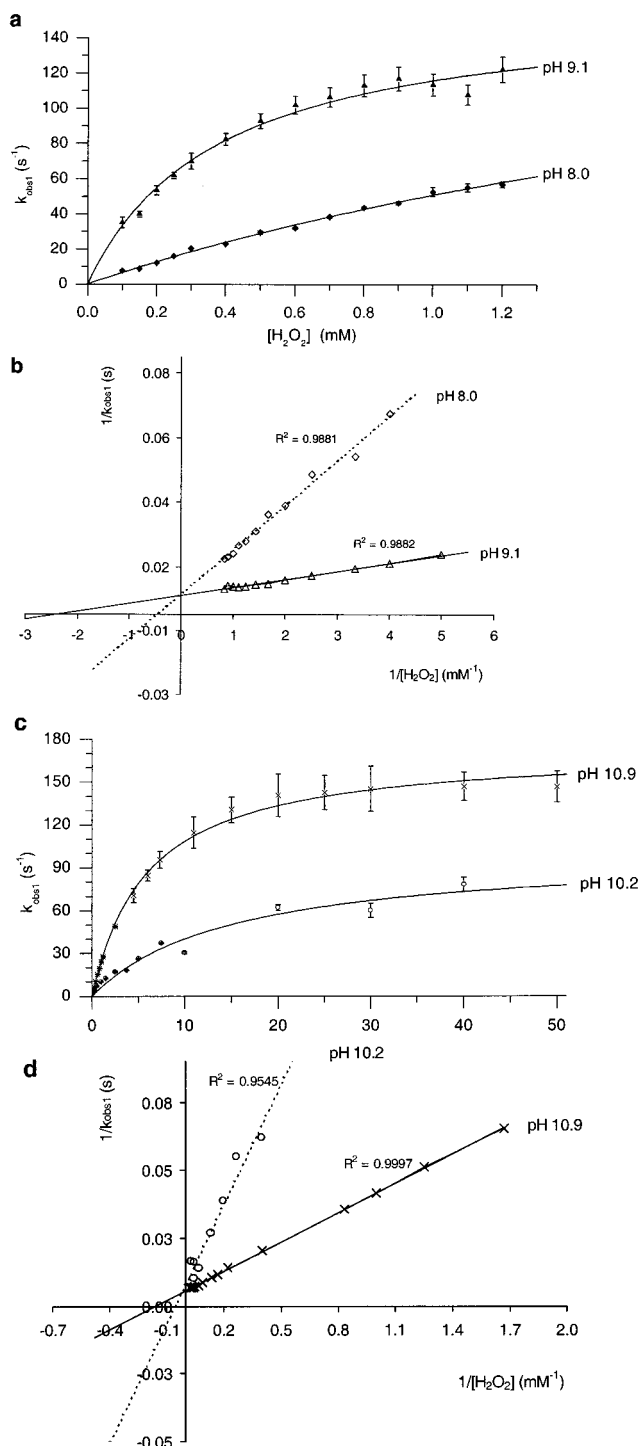 a
140
120
100
80
60
40
20
0
k_obs1 (s⁻¹)
pH 9.1
pH 8.0
0.0 0.2 0.4 0.6 0.8 1.0 1.2
[H₂O₂] (mM)
b
1/kobs1 (s)
0.08
0.06
0.04
0.02
-0.01
-0.03
pH 8.0
R² = 0.9881
R² = 0.9882
pH 9.1
-3 -2 -1 0 1 2 3 4 5 6
1/[H₂O₂] (mM⁻¹)
c
180
150
120
90
60
30
0
k_obs1 (s⁻¹)
pH 10.9
pH 10.2
0 10 20 30 40 50
d
1/kobs1 (s)
pH 10.2
R² = 0.9545
0.08
0.05
0.03
0.00
-0.03
-0.05
pH 10.9
R² = 0.9997
-0.7 -0.4 -0.1 0.2 0.5 0.8 1.1 1.4 1.7 2.0
1/[H₂O₂] (mM⁻¹)